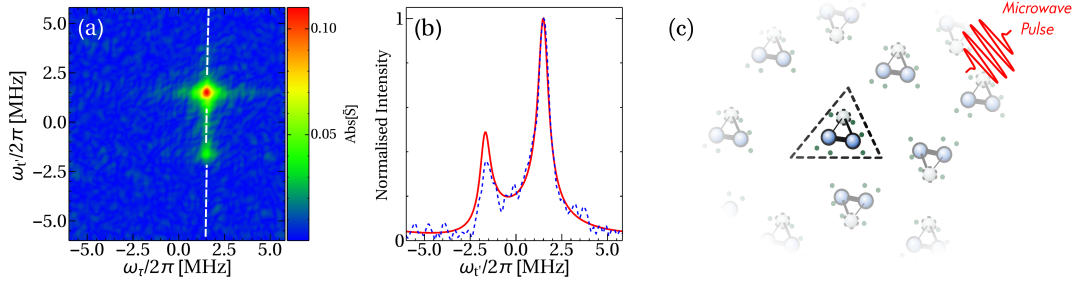 (a)
5.0
2.5
0.0
−2.5
−5.0
ω_t'/2π [MHz]
−5.0 −2.5 0.0 2.5 5.0
ω_τ/2π [MHz]
0.10
0.05
Abs[S̃]
(b)
1
0
Normalised Intensity
−5.0 −2.5 0.0 2.5 5.0
ω_t'/2π [MHz]
(c)
Microwave
Pulse